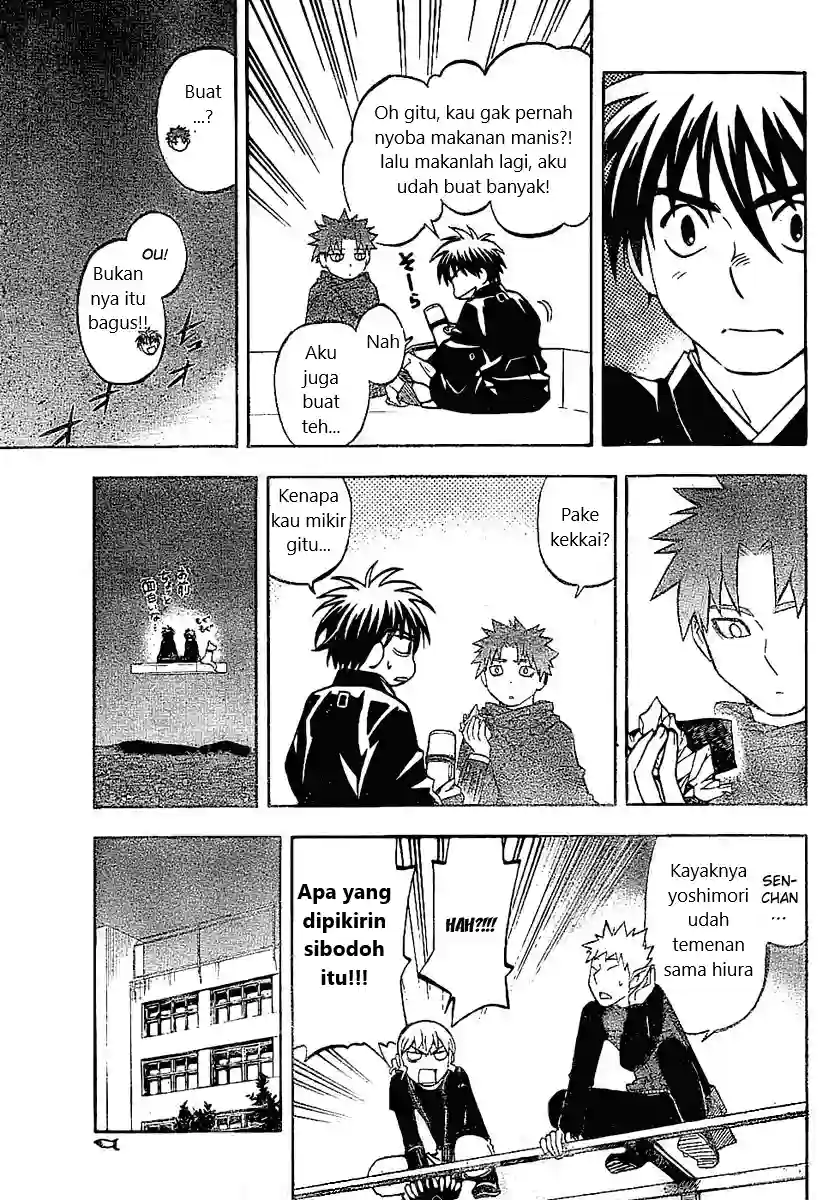 Oh gitu, kau gak pernah
nyoba makanan manis?!
lalu makanlah lagi, aku
udah buat banyak!
そーら
Nah
Aku
juga
buat
teh...
Buat
...?
OU!
Bukan
nya itu
bagus!!
Pake
kekkai?
Kenapa
kau mikir
gitu...
SEN-
CHAN
...
Kayaknya
yoshimori
udah
temenan
sama hiura
HAH?!!!
Apa yang
dipikirin
sibodoh
itu!!!